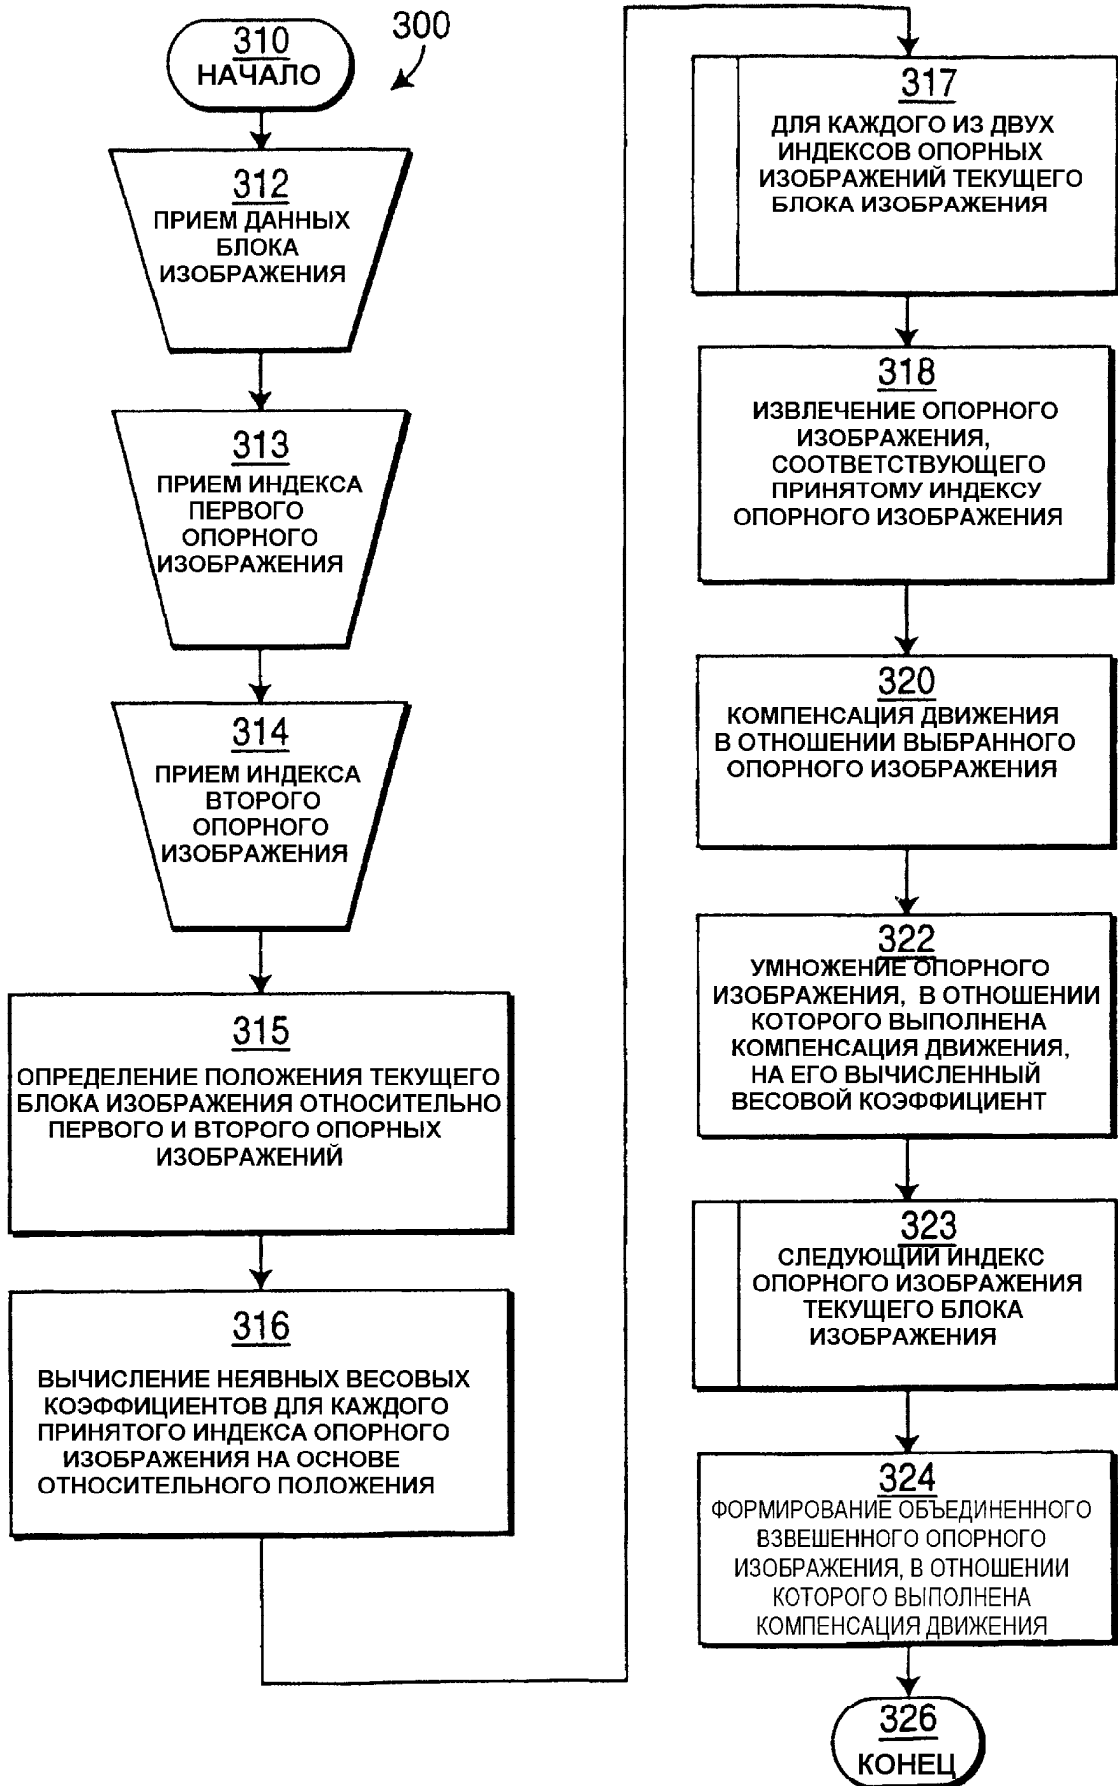 300
310
НАЧАЛО
312
ПРИЕМ ДАННЫХ
БЛОКА
ИЗОБРАЖЕНИЯ
313
ПРИЕМ ИНДЕКСА
ПЕРВОГО
ОПОРНОГО
ИЗОБРАЖЕНИЯ
314
ПРИЕМ ИНДЕКСА
ВТОРОГО
ОПОРНОГО
ИЗОБРАЖЕНИЯ
315
ОПРЕДЕЛЕНИЕ ПОЛОЖЕНИЯ ТЕКУЩЕГО
БЛОКА ИЗОБРАЖЕНИЯ ОТНОСИТЕЛЬНО
ПЕРВОГО И ВТОРОГО ОПОРНЫХ
ИЗОБРАЖЕНИЙ
316
ВЫЧИСЛЕНИЕ НЕЯВНЫХ ВЕСОВЫХ
КОЭФФИЦИЕНТОВ ДЛЯ КАЖДОГО
ПРИНЯТОГО ИНДЕКСА ОПОРНОГО
ИЗОБРАЖЕНИЯ НА ОСНОВЕ
ОТНОСИТЕЛЬНОГО ПОЛОЖЕНИЯ
317
ДЛЯ КАЖДОГО ИЗ ДВУХ
ИНДЕКСОВ ОПОРНЫХ
ИЗОБРАЖЕНИЙ ТЕКУЩЕГО
БЛОКА ИЗОБРАЖЕНИЯ
318
ИЗВЛЕЧЕНИЕ ОПОРНОГО
ИЗОБРАЖЕНИЯ,
СООТВЕТСТВУЮЩЕГО
ПРИНЯТОМУ ИНДЕКСУ
ОПОРНОГО ИЗОБРАЖЕНИЯ
320
КОМПЕНСАЦИЯ ДВИЖЕНИЯ
В ОТНОШЕНИИ ВЫБРАННОГО
ОПОРНОГО ИЗОБРАЖЕНИЯ
322
УМНОЖЕНИЕ ОПОРНОГО
ИЗОБРАЖЕНИЯ, В ОТНОШЕНИИ
КОТОРОГО ВЫПОЛНЕНА
КОМПЕНСАЦИЯ ДВИЖЕНИЯ,
НА ЕГО ВЫЧИСЛЕННЫЙ
ВЕСОВОЙ КОЭФФИЦИЕНТ
323
СЛЕДУЮЩИЙ ИНДЕКС
ОПОРНОГО ИЗОБРАЖЕНИЯ
ТЕКУЩЕГО БЛОКА
ИЗОБРАЖЕНИЯ
324
ФОРМИРОВАНИЕ ОБЪЕДИНЕННОГО
ВЗВЕШЕННОГО ОПОРНОГО
ИЗОБРАЖЕНИЯ, В ОТНОШЕНИИ
КОТОРОГО ВЫПОЛНЕНА
КОМПЕНСАЦИЯ ДВИЖЕНИЯ
326
КОНЕЦ